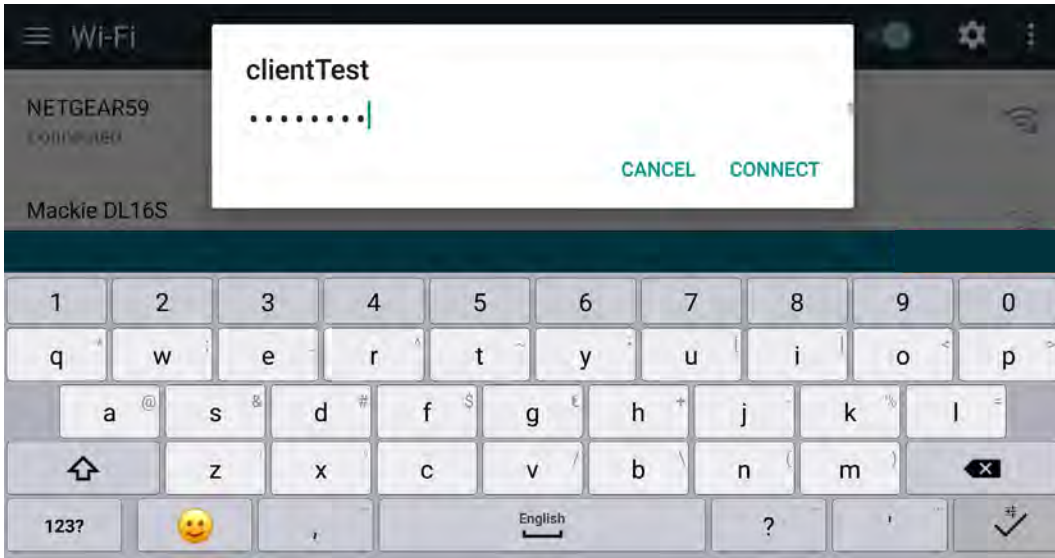 Wi-Fi
clientTest
NETGEAR59
Connected
••••••••
CANCEL CONNECT
Mackie DL16S
1 2 3 4 5 6 7 8 9 0
q w e r t y u i o p
a @ s & d # f $ g h + j - k % l =
z x c v / b \ n ( m )
123? , English ? '